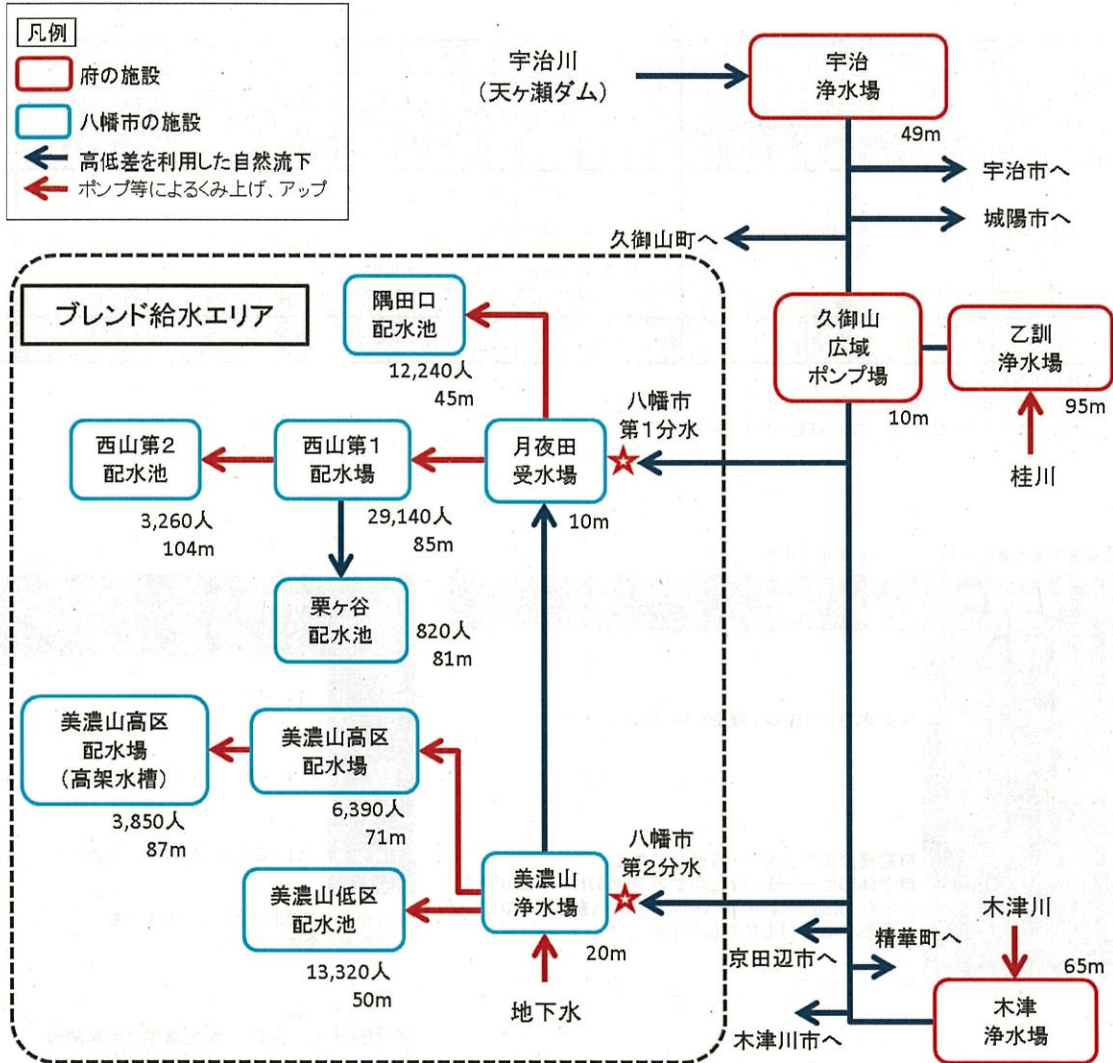 凡例
府の施設
八幡市の施設
高低差を利用した自然流下
ポンプ等によるくみ上げ、アップ
宇治川
(天ヶ瀬ダム)
宇治
浄水場
49m
宇治市へ
城陽市へ
久御山町へ
ブレンド給水エリア
隅田口
配水池
12,240人
45m
久御山
広域
ポンプ場
10m
乙訓
浄水場
95m
桂川
八幡市
第1分水
西山第2
配水池
3,260人
104m
西山第1
配水場
29,140人
85m
月夜田
受水場
10m
栗ヶ谷
配水池
820人
81m
美濃山高区
配水場
(高架水槽)
3,850人
87m
美濃山高区
配水場
6,390人
71m
八幡市
第2分水
美濃山
浄水場
20m
美濃山低区
配水池
13,320人
50m
地下水
京田辺市へ
精華町へ
木津川市へ
木津川
65m
木津
浄水場